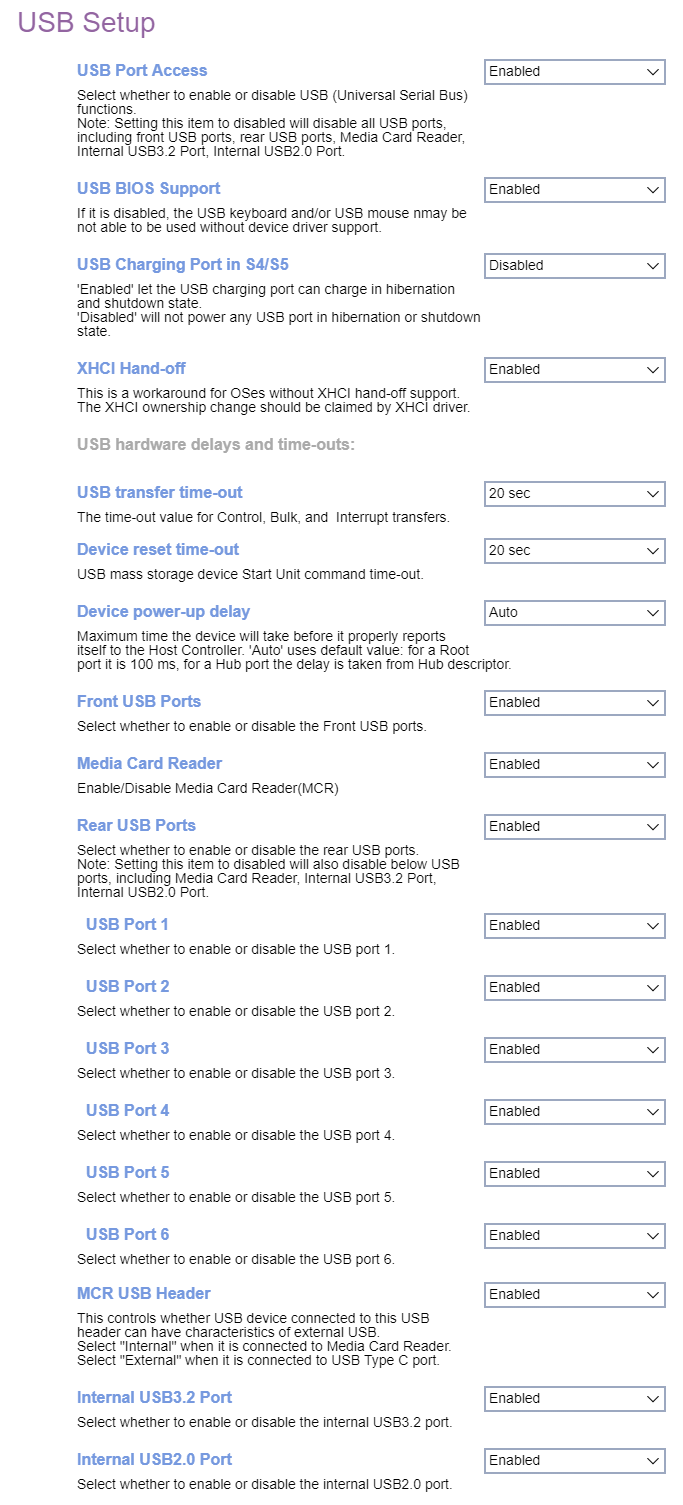 USB Setup
USB Port Access
Enabled
Select whether to enable or disable USB (Universal Serial Bus)
functions.
Note: Setting this item to disabled will disable all USB ports,
including front USB ports, rear USB ports, Media Card Reader,
Internal USB3.2 Port, Internal USB2.0 Port.
USB BIOS Support
Enabled
If it is disabled, the USB keyboard and/or USB mouse nmay be
not able to be used without device driver support.
USB Charging Port in S4/S5
Disabled
'Enabled' let the USB charging port can charge in hibernation
and shutdown state.
'Disabled' will not power any USB port in hibernation or shutdown
state.
XHCI Hand-off
Enabled
This is a workaround for OSes without XHCI hand-off support.
The XHCI ownership change should be claimed by XHCI driver.
USB hardware delays and time-outs:
USB transfer time-out
20 sec
The time-out value for Control, Bulk, and  Interrupt transfers.
Device reset time-out
20 sec
USB mass storage device Start Unit command time-out.
Device power-up delay
Auto
Maximum time the device will take before it properly reports
itself to the Host Controller. 'Auto' uses default value: for a Root
port it is 100 ms, for a Hub port the delay is taken from Hub descriptor.
Front USB Ports
Enabled
Select whether to enable or disable the Front USB ports.
Media Card Reader
Enabled
Enable/Disable Media Card Reader(MCR)
Rear USB Ports
Enabled
Select whether to enable or disable the rear USB ports.
Note: Setting this item to disabled will also disable below USB
ports, including Media Card Reader, Internal USB3.2 Port,
Internal USB2.0 Port.
USB Port 1
Enabled
Select whether to enable or disable the USB port 1.
USB Port 2
Enabled
Select whether to enable or disable the USB port 2.
USB Port 3
Enabled
Select whether to enable or disable the USB port 3.
USB Port 4
Enabled
Select whether to enable or disable the USB port 4.
USB Port 5
Enabled
Select whether to enable or disable the USB port 5.
USB Port 6
Enabled
Select whether to enable or disable the USB port 6.
MCR USB Header
Enabled
This controls whether USB device connected to this USB
header can have characteristics of external USB.
Select "Internal" when it is connected to Media Card Reader.
Select "External" when it is connected to USB Type C port.
Internal USB3.2 Port
Enabled
Select whether to enable or disable the internal USB3.2 port.
Internal USB2.0 Port
Enabled
Select whether to enable or disable the internal USB2.0 port.